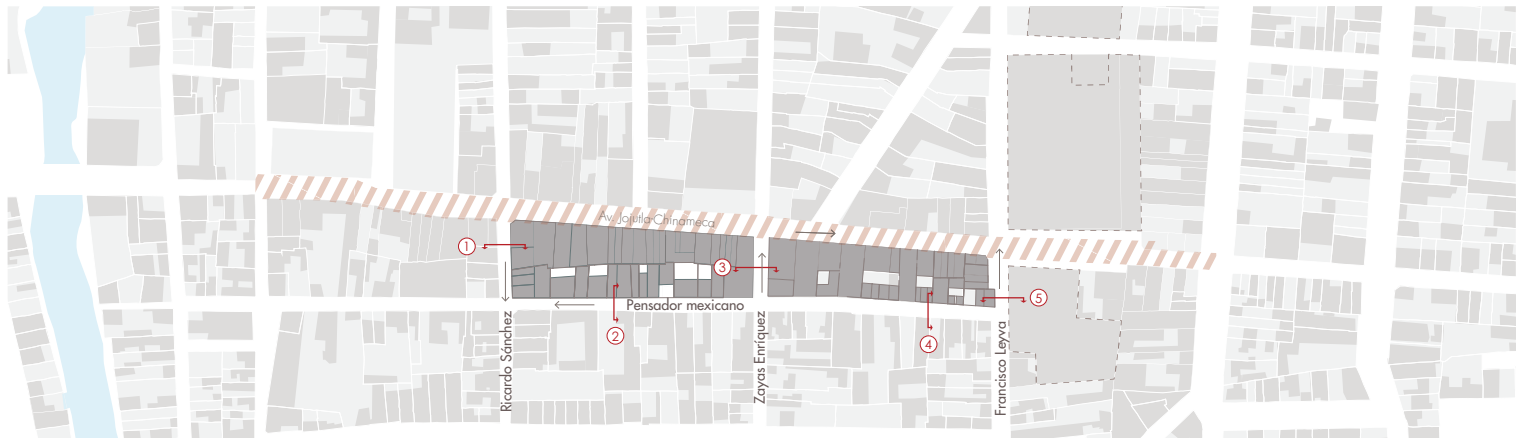 Av. Jojutla-Chinameca
1
3
5
Pensador mexicano
2
4
Ricardo Sánchez
Zayas Enríquez
Francisco Leyva